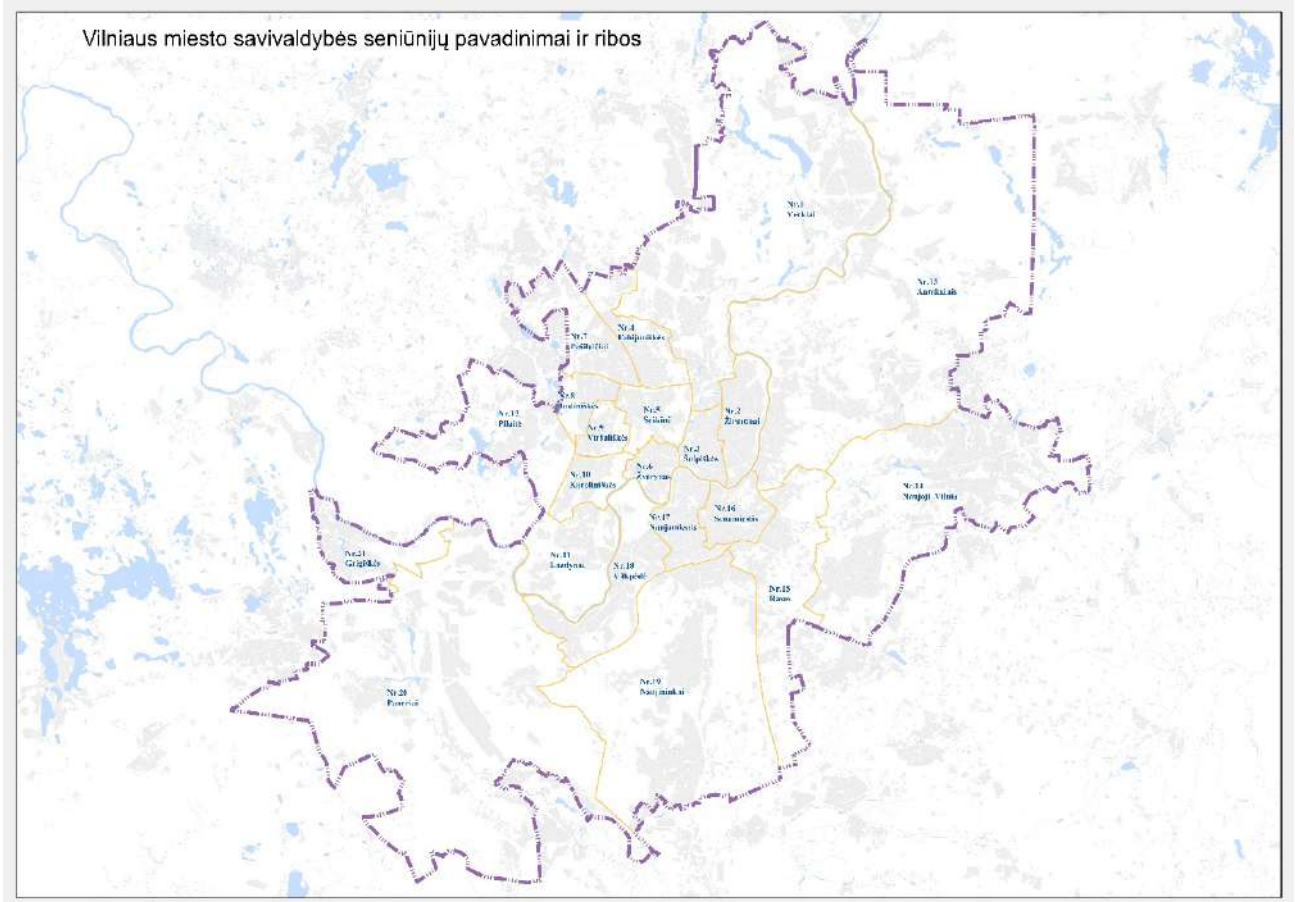 Vilniaus miesto savivaldybės seniūnijų pavadinimai ir ribos
Nr.1
Verkiai
Nr.13
Antakalnis
Nr.4
Fabijoniškės
Nr.7
Pašilaičiai
Nr.8
Justiniškės
Nr.5
Šeškinė
Nr.2
Žirmūnai
Nr.12
Pilaitė
Nr.9
Viršuliškės
Nr.3
Šnipiškės
Nr.6
Žvėrynas
Nr.10
Karoliniškės
Nr.14
Naujoji Vilnia
Nr.16
Senamiestis
Nr.17
Naujamiestis
Nr.21
Grigiškės
Nr.11
Lazdynai
Nr.18
Vilkpėdė
Nr.15
Rasos
Nr.19
Naujininkai
Nr.20
Paneriai